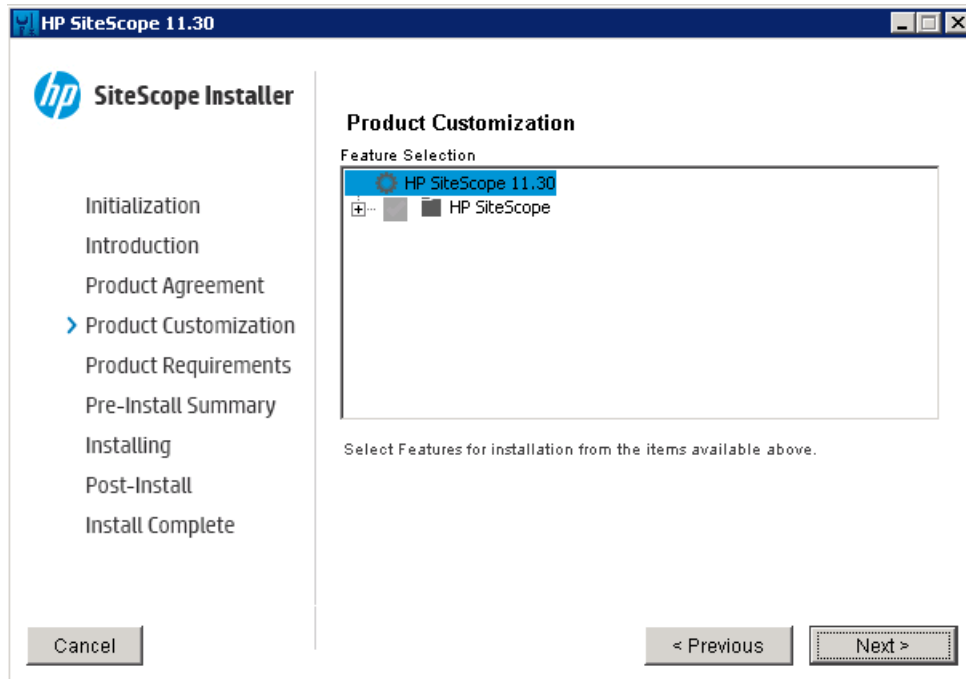 HP SiteScope 11.30
hp SiteScope Installer
Product Customization
Feature Selection
HP SiteScope 11.30
HP SiteScope
Initialization
Introduction
Product Agreement
Product Customization
Product Requirements
Pre-Install Summary
Installing
Post-Install
Install Complete
Select Features for installation from the items available above.
Cancel
< Previous
Next >